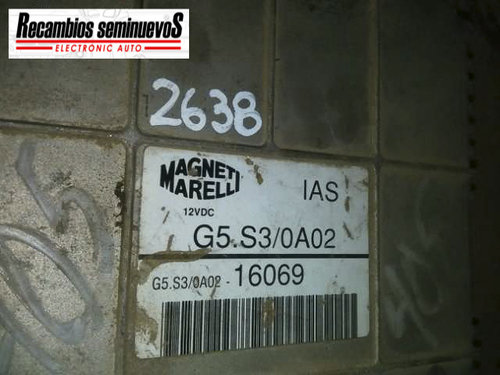 Recambios seminuevoS
ELECTRONIC AUTO
2638
MAGNETI
MARELLI
IAS
12VDC
G5.S3/0A02
G5.S3/0A02 - 16069